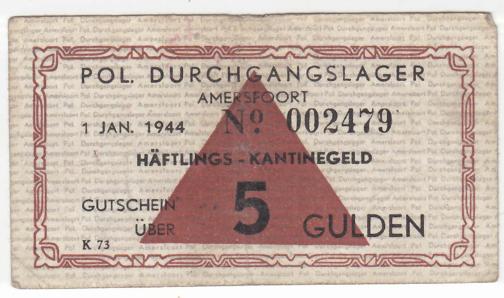 POL. DURCHGANGSLAGER
AMERSFOORT
1 JAN. 1944 Nº 002479
HÄFTLINGS - KANTINEGELD
GUTSCHEIN ÜBER 5 GULDEN
K 73